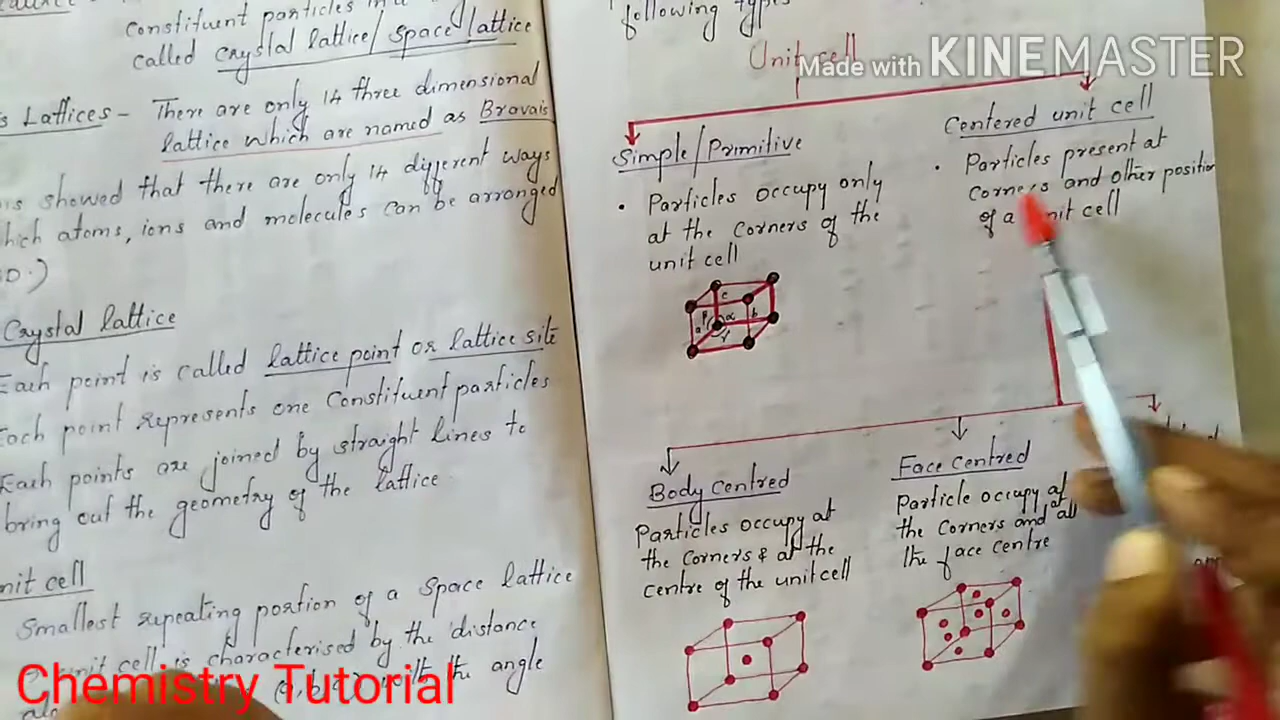 Constituent particles in
called crystal lattice/space lattice
Lattices - There are only 14 three dimensional
lattice which are named as Bravais
showed that there are only 14 different ways
which atoms, ions and molecules can be arranged
Crystal lattice
Each point is called lattice point or lattice site
Each point represents one Constituent particles
Each points are joined by straight lines to
bring out the geometry of the lattice
unit cell
Smallest repeating portion of a space lattice
unit cell is characterised by the distance
with the angle
Chemistry Tutorial
following types
Unit cell
Made with KINEMASTER
Simple/Primitive
• Particles occupy only
at the corners of the
unit cell
c
a
b
α
β
γ
Centered unit cell
• Particles present at
corners and other position
of a unit cell
Body centred
Particles occupy at
the corners & at the
centre of the unit cell
Face centred
Particle occupy at
the corners and all
the face centre